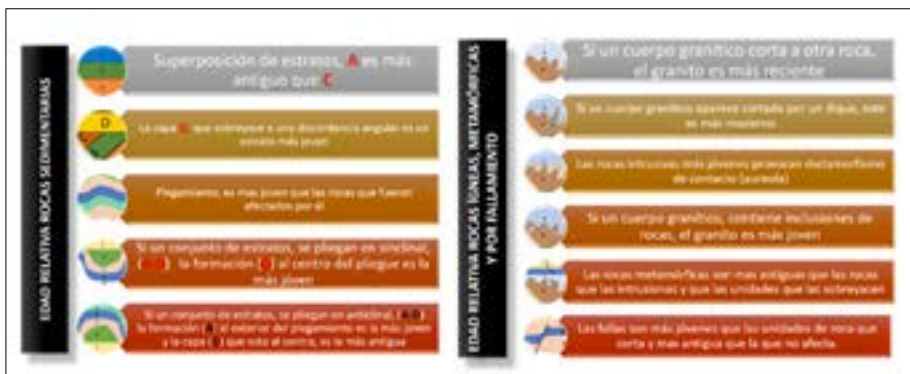 EDAD RELATIVA ROCAS SEDIMENTARIAS
Superposición de estratos, A es más
antiguo que C
D
La capa que sobreyace a una discordancia angular es un
estrato más joven
Plegamiento, es mas joven que las rocas que fueron
afectados por él
Si un conjunto de estratos, se pliegan en sinclinal,
la formación al centro del pliegue es la
más joven
Si un conjunto de estratos, se pliegan en anticlinal, (A-D)
la formación (A) al exterior del plegamiento es la más joven
y la capa que esta al centro, es la más antigua
EDAD RELATIVA ROCAS ÍGNEAS, METAMÓRFICAS
Y POR FALLAMIENTO
Si un cuerpo granítico corta a otra roca,
el granito es más reciente
Si un cuerpo granítico aparece cortado por un dique, este
es más moderno
Las rocas intrusivas más jóvenes provocan metamorfismo
de contacto (aureola)
Si un cuerpo granítico, contiene inclusiones de
rocas, el granito es más joven
Las rocas metamórficas son mas antiguas que las rocas
que las intrusionas y que las unidades que las sobreyacen
Las fallas son más jóvenes que las unidades de roca que
corta y mas antigua que la que no afecta.